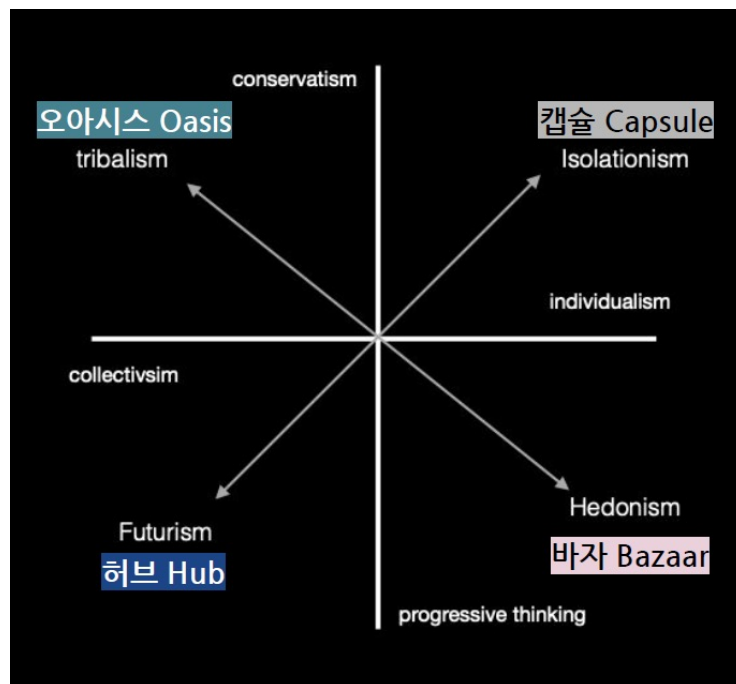 conservatism
오아시스 Oasis
tribalism
캡슐 Capsule
Isolationism
individualism
collectivsim
Futurism
허브 Hub
Hedonism
바자 Bazaar
progressive thinking